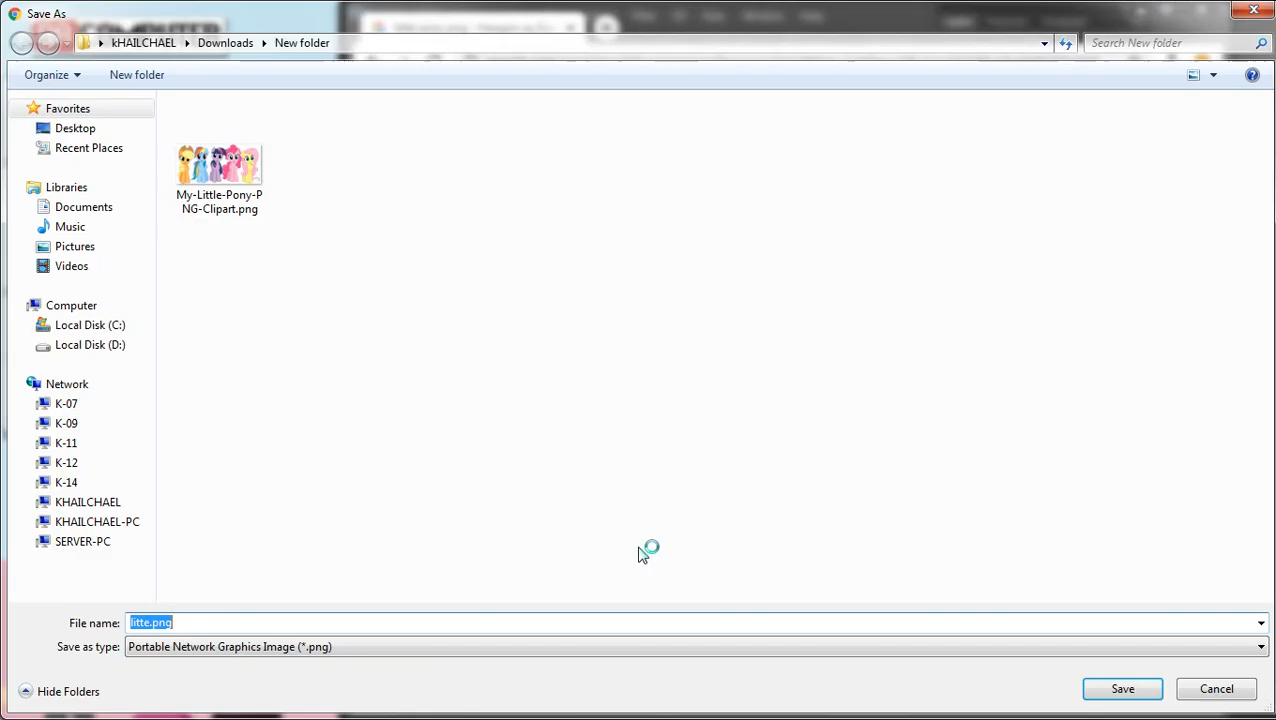 Save As
kHAILCHAEL
Downloads
New folder
Search New folder
Organize
New folder
Favorites
Desktop
Recent Places
Libraries
Documents
Music
Pictures
Videos
Computer
Local Disk (C:)
Local Disk (D:)
Network
K-07
K-09
K-11
K-12
K-14
KHAILCHAEL
KHAILCHAEL-PC
SERVER-PC
My-Little-Pony-P
NG-Clipart.png
File name: litte.png
Save as type: Portable Network Graphics Image (*.png)
Hide Folders
Save
Cancel